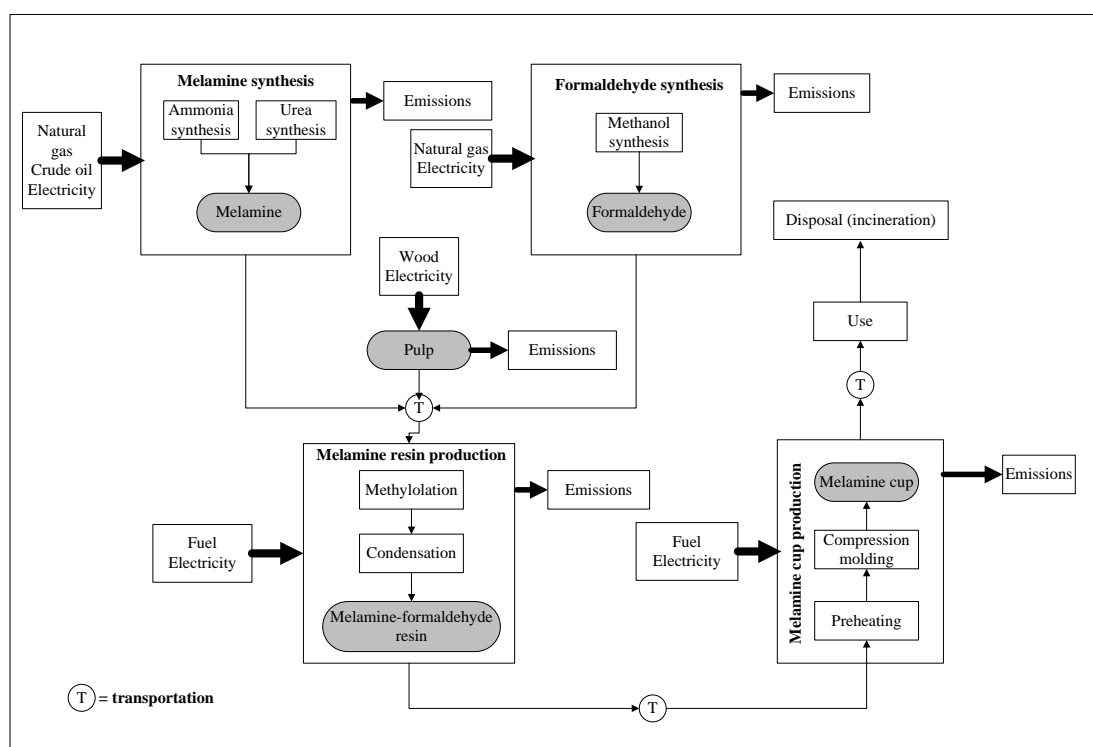 Melamine synthesis
Ammonia
synthesis
Urea
synthesis
Melamine
Natural
gas
Crude oil
Electricity
Emissions
Formaldehyde synthesis
Methanol
synthesis
Formaldehyde
Natural gas
Electricity
Emissions
Wood
Electricity
Pulp
Emissions
T
Disposal (incineration)
Use
T
Melamine resin production
Methylolation
Condensation
Melamine-formaldehyde
resin
Fuel
Electricity
Emissions
Melamine cup production
Melamine cup
Compression
molding
Preheating
Fuel
Electricity
Emissions
T
T = transportation